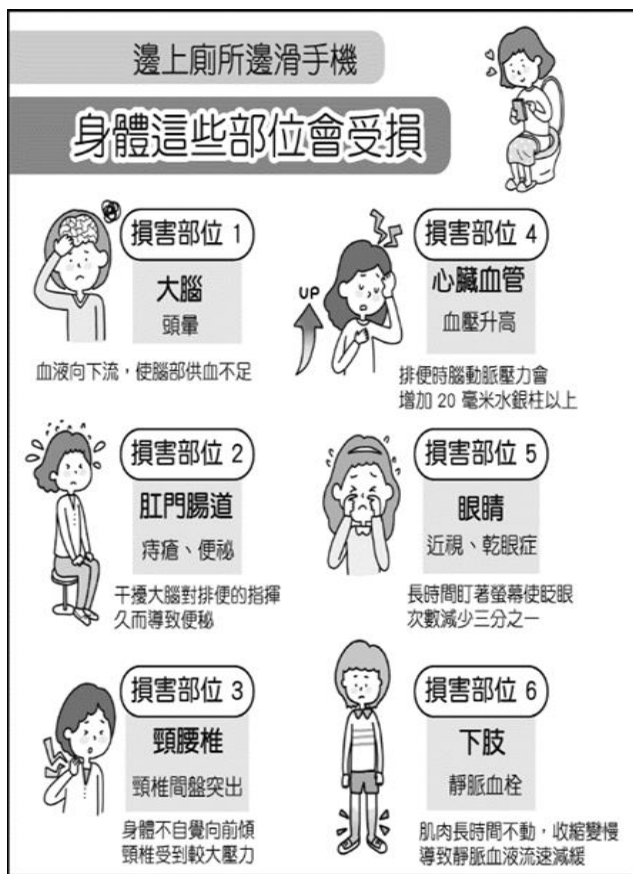 邊上廁所邊滑手機
身體這些部位會受損
損害部位 1
大腦
頭暈
血液向下流，使腦部供血不足
損害部位 2
肛門腸道
痔瘡、便祕
干擾大腦對排便的指揮
久而導致便秘
損害部位 3
頸腰椎
頸椎間盤突出
身體不自覺向前傾
頸椎受到較大壓力
損害部位 4
心臟血管
血壓升高
UP
排便時腦動脈壓力會
增加 20 毫米水銀柱以上
損害部位 5
眼睛
近視、乾眼症
長時間盯著螢幕使眨眼
次數減少三分之一
損害部位 6
下肢
靜脈血栓
肌肉長時間不動，收縮變慢
導致靜脈血液流速減緩